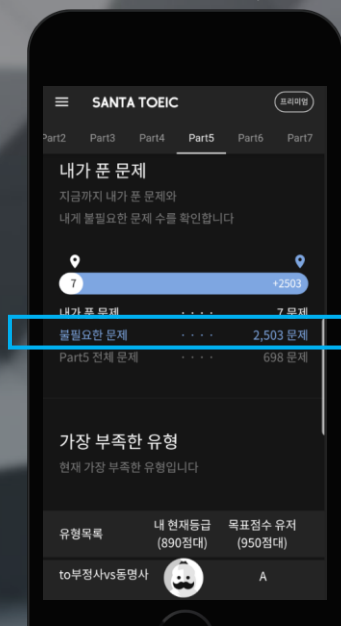 SANTA TOEIC
프리미엄
Part2 Part3 Part4 Part5 Part6 Part7
내가 푼 문제
지금까지 내가 푼 문제와
내게 불필요한 문제 수를 확인합니다
7 +2503
내가 푼 문제 · · · · 7 문제
불필요한 문제 · · · · 2,503 문제
Part5 전체 문제 · · · · 698 문제
가장 부족한 유형
현재 가장 부족한 유형입니다
유형목록 내 현재등급 (890점대) 목표점수 유저 (950점대)
to부정사vs동명사 A